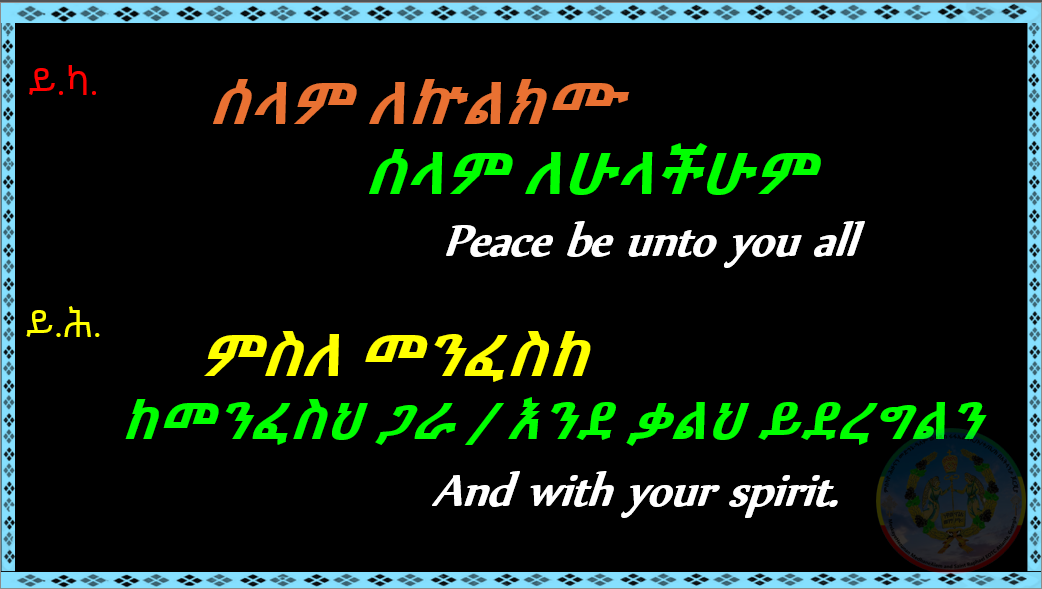 ይ.ካ.
ሰላም ለኵልክሙ
ሰላም ለሁላችሁም
Peace be unto you all
ይ.ሕ.
ምስለ መንፈስከ
ከመንፈስህ ጋራ / እንደ ቃልህ ይደረግልን
And with your spirit.